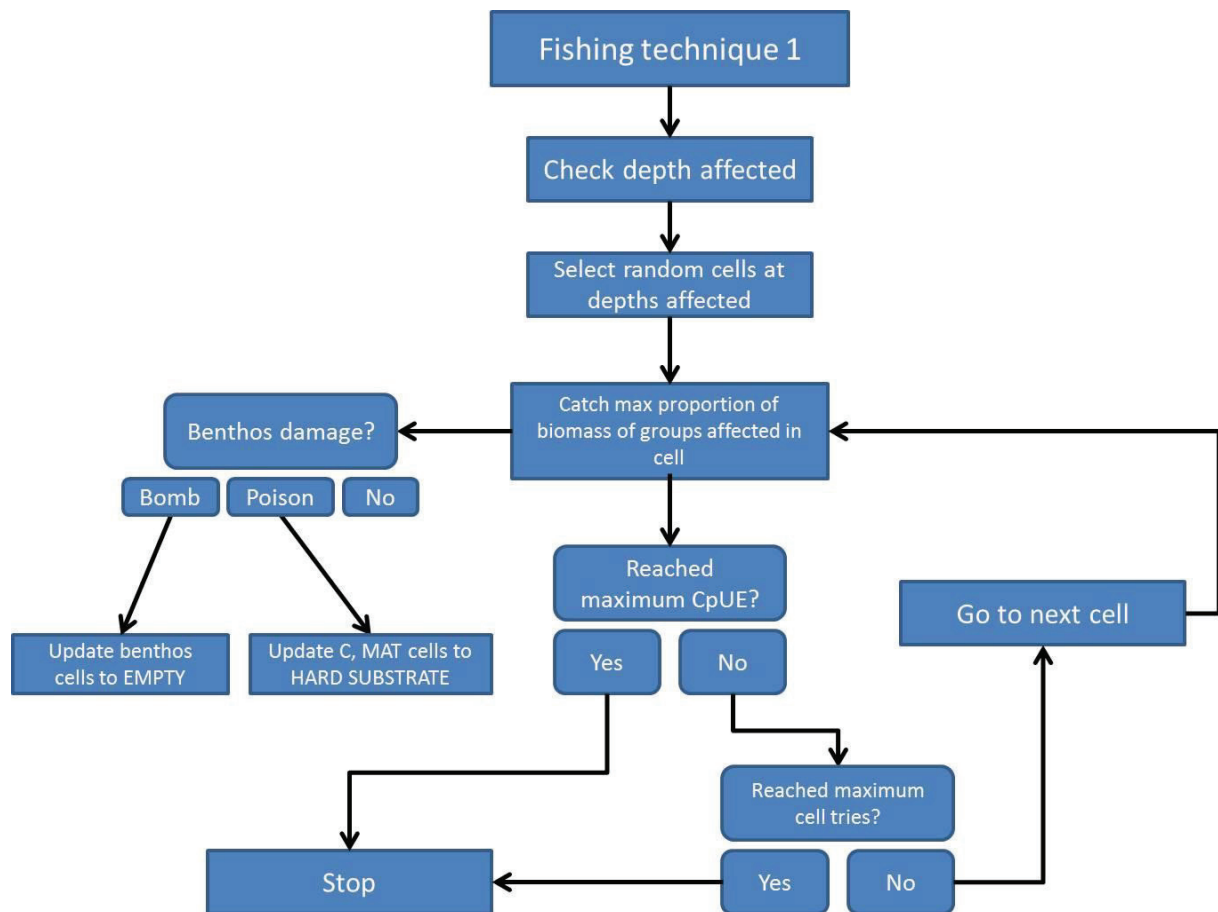 Fishing technique 1
Check depth affected
Select random cells at
depths affected
Catch max proportion of
biomass of groups affected in
cell
Benthos damage?
Bomb
Poison
No
Update benthos
cells to EMPTY
Update C, MAT cells to
HARD SUBSTRATE
Reached
maximum CpUE?
Yes
No
Go to next cell
Reached maximum
cell tries?
Yes
No
Stop